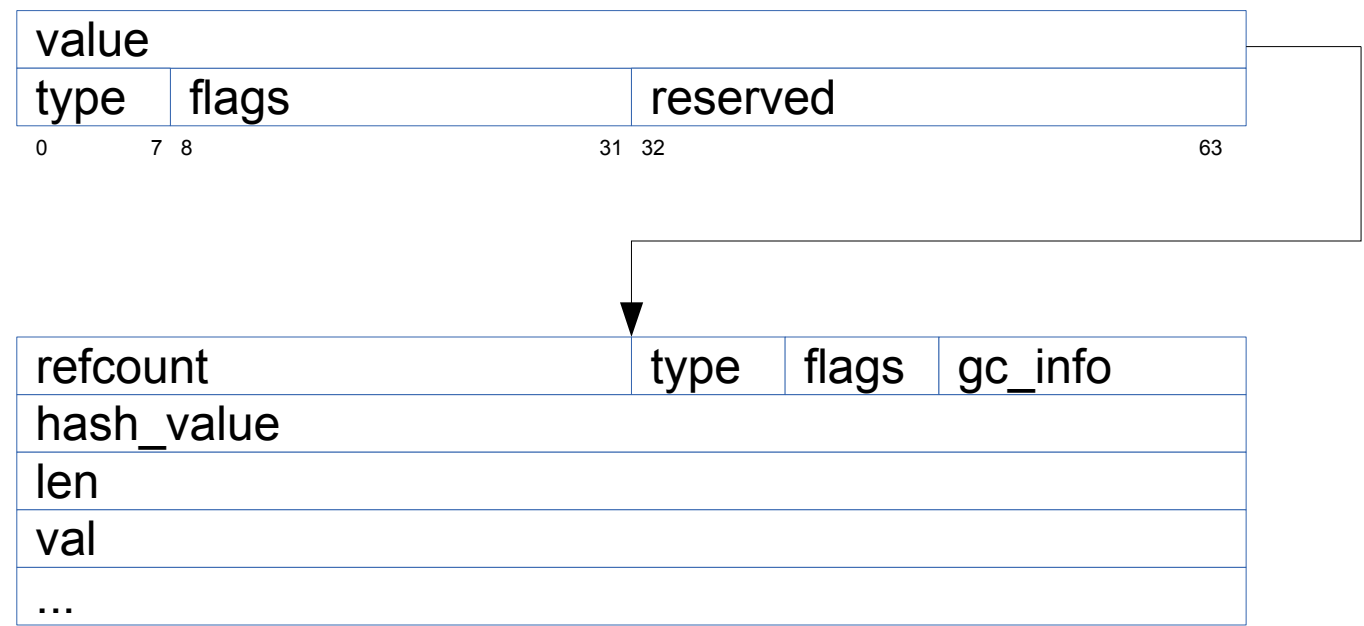 value
type flags reserved
0 7 8 31 32 63
refcount type flags gc_info
hash_value
len
val
...